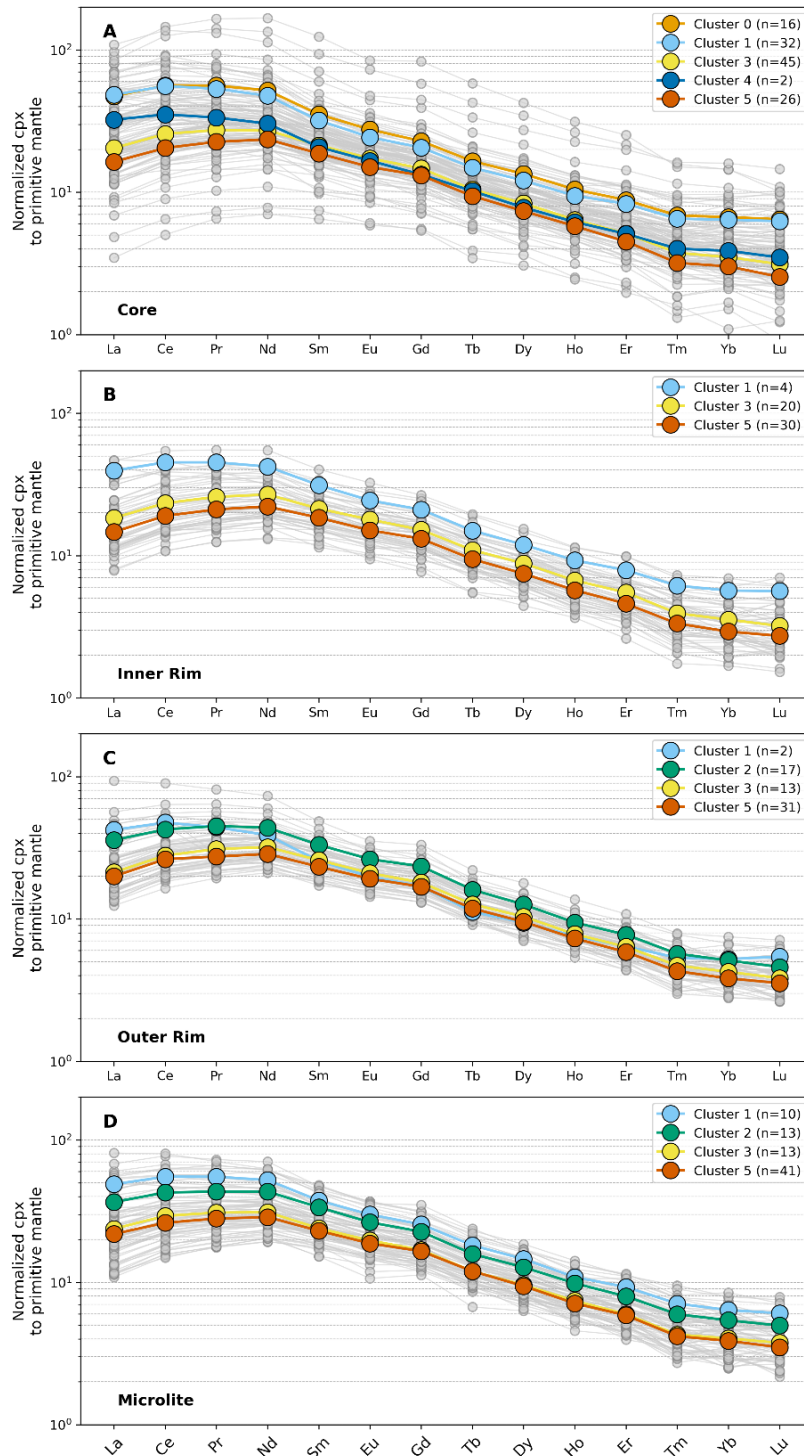 A
Cluster 0 (n=16)
Cluster 1 (n=32)
Cluster 3 (n=45)
Cluster 4 (n=2)
Cluster 5 (n=26)
Normalized cpx
to primitive mantle
10²
10¹
10⁰
Core
La Ce Pr Nd Sm Eu Gd Tb Dy Ho Er Tm Yb Lu
B
Cluster 1 (n=4)
Cluster 3 (n=20)
Cluster 5 (n=30)
Normalized cpx
to primitive mantle
10²
10¹
10⁰
Inner Rim
La Ce Pr Nd Sm Eu Gd Tb Dy Ho Er Tm Yb Lu
C
Cluster 1 (n=2)
Cluster 2 (n=17)
Cluster 3 (n=13)
Cluster 5 (n=31)
Normalized cpx
to primitive mantle
10²
10¹
10⁰
Outer Rim
La Ce Pr Nd Sm Eu Gd Tb Dy Ho Er Tm Yb Lu
D
Cluster 1 (n=10)
Cluster 2 (n=13)
Cluster 3 (n=13)
Cluster 5 (n=41)
Normalized cpx
to primitive mantle
10²
10¹
10⁰
Microlite
La Ce Pr Nd Sm Eu Gd Tb Dy Ho Er Tm Yb Lu